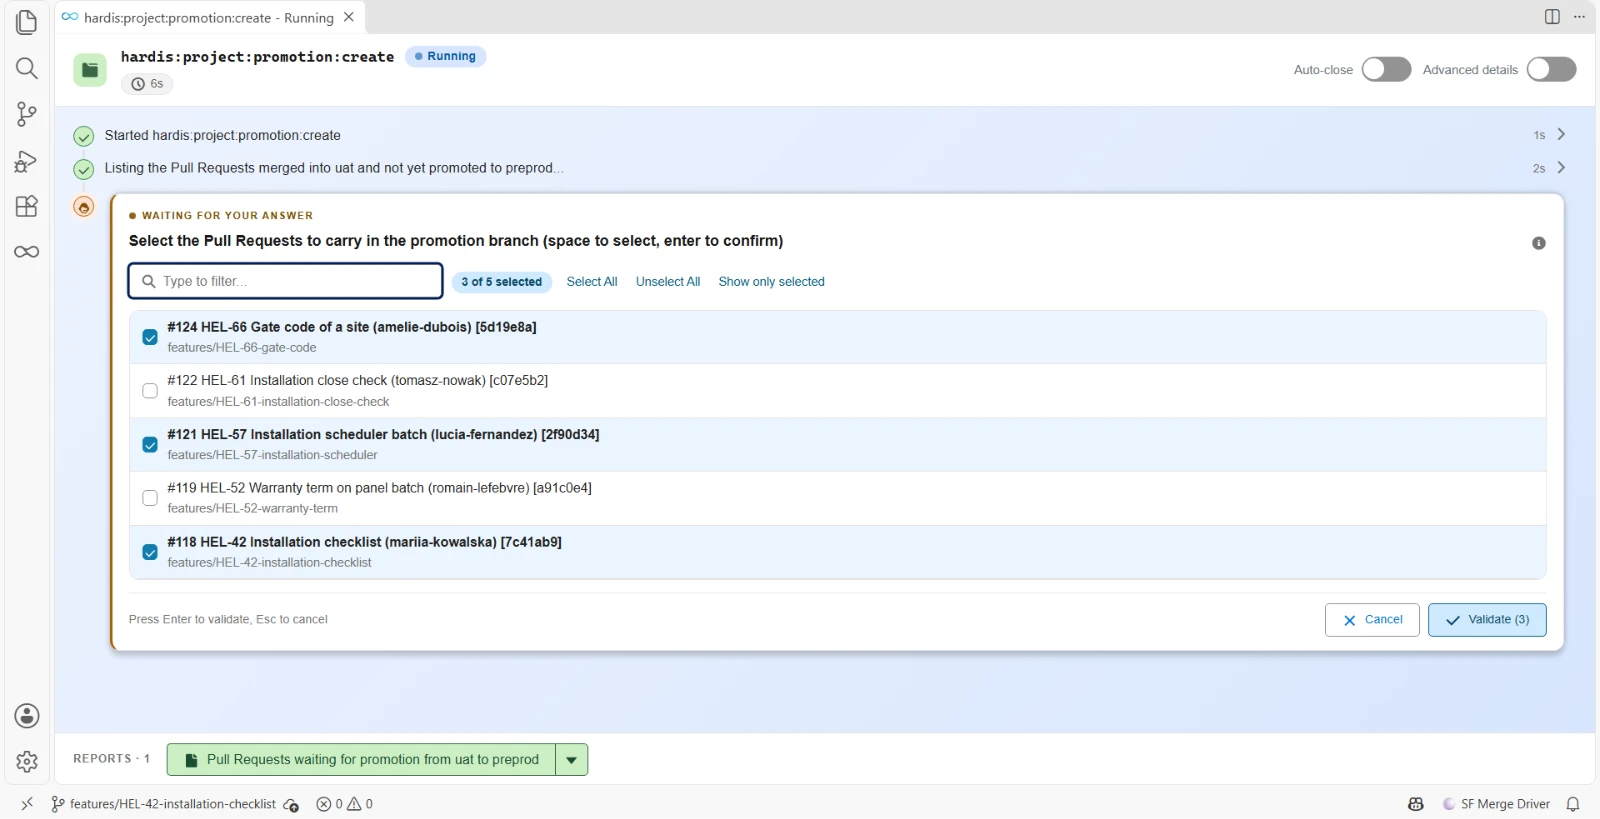 hardis:project:promotion:create - Running
hardis:project:promotion:create
Running
6s
Auto-close
Advanced details
Started hardis:project:promotion:create
1s
Listing the Pull Requests merged into uat and not yet promoted to preprod...
2s
WAITING FOR YOUR ANSWER
Select the Pull Requests to carry in the promotion branch (space to select, enter to confirm)
Type to filter...
3 of 5 selected
Select All
Unselect All
Show only selected
#124 HEL-66 Gate code of a site (amelie-dubois) [5d19e8a]
features/HEL-66-gate-code
#122 HEL-61 Installation close check (tomasz-nowak) [c07e5b2]
features/HEL-61-installation-close-check
#121 HEL-57 Installation scheduler batch (lucia-fernandez) [2f90d34]
features/HEL-57-installation-scheduler
#119 HEL-52 Warranty term on panel batch (romain-lefebvre) [a91c0e4]
features/HEL-52-warranty-term
#118 HEL-42 Installation checklist (mariia-kowalska) [7c41ab9]
features/HEL-42-installation-checklist
Press Enter to validate, Esc to cancel
Cancel
Validate (3)
REPORTS · 1
Pull Requests waiting for promotion from uat to preprod
features/HEL-42-installation-checklist
0
0
SF Merge Driver